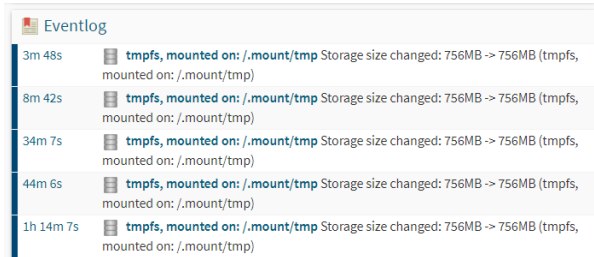 Eventlog
3m 48s tmpfs, mounted on: /.mount/tmp Storage size changed: 756MB -> 756MB (tmpfs,
mounted on: /.mount/tmp)
8m 42s tmpfs, mounted on: /.mount/tmp Storage size changed: 756MB -> 756MB (tmpfs,
mounted on: /.mount/tmp)
34m 7s tmpfs, mounted on: /.mount/tmp Storage size changed: 756MB -> 756MB (tmpfs,
mounted on: /.mount/tmp)
44m 6s tmpfs, mounted on: /.mount/tmp Storage size changed: 756MB -> 756MB (tmpfs,
mounted on: /.mount/tmp)
1h 14m 7s tmpfs, mounted on: /.mount/tmp Storage size changed: 756MB -> 756MB (tmpfs,
mounted on: /.mount/tmp)